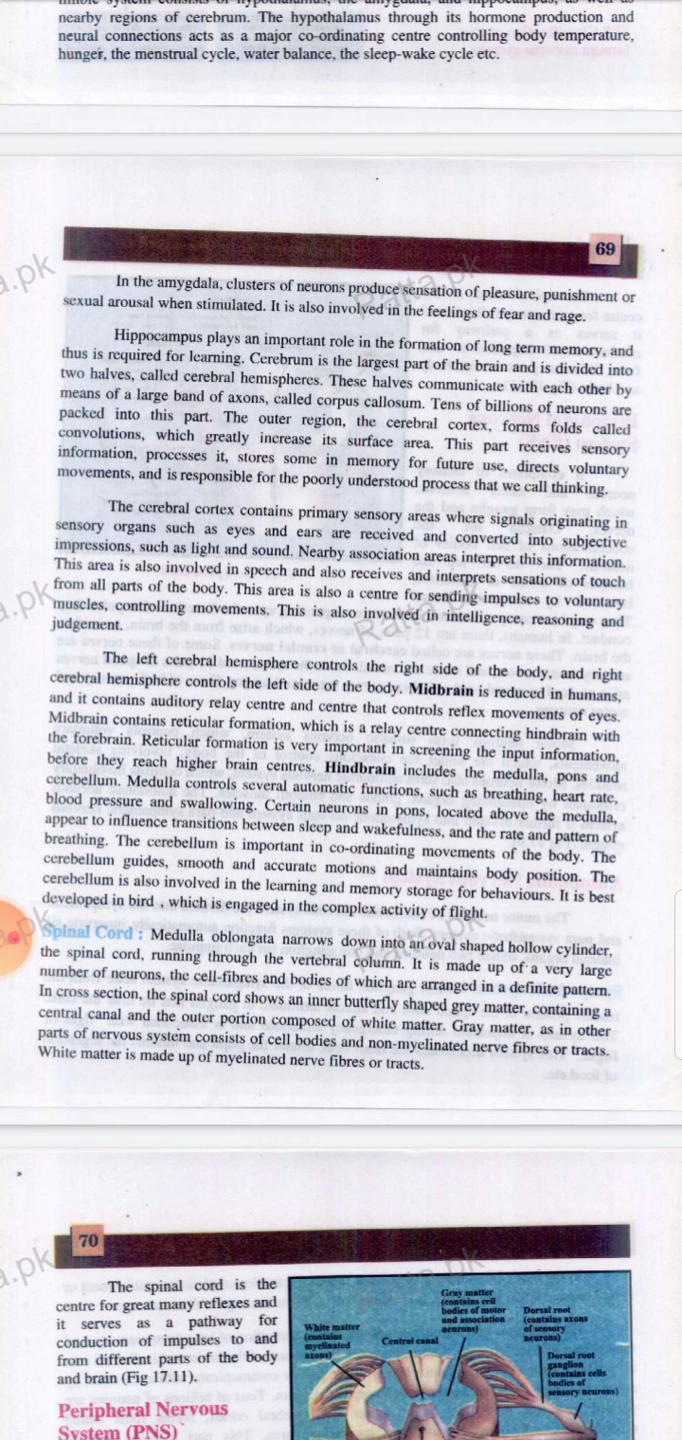 nearby regions of cerebrum. The hypothalamus through its hormone production and
neural connections acts as a major co-ordinating centre controlling body temperature,
hunger, the menstrual cycle, water balance, the sleep-wake cycle etc.
69
In the amygdala, clusters of neurons produce sensation of pleasure, punishment or
sexual arousal when stimulated. It is also involved in the feelings of fear and rage.
Hippocampus plays an important role in the formation of long term memory, and
thus is required for learning. Cerebrum is the largest part of the brain and is divided into
two halves, called cerebral hemispheres. These halves communicate with each other by
means of a large band of axons, called corpus callosum. Tens of billions of neurons are
packed into this part. The outer region, the cerebral cortex, forms folds called
convolutions, which greatly increase its surface area. This part receives sensory
information, processes it, stores some in memory for future use, directs voluntary
movements, and is responsible for the poorly understood process that we call thinking.
The cerebral cortex contains primary sensory areas where signals originating in
sensory organs such as eyes and ears are received and converted into subjective
impressions, such as light and sound. Nearby association areas interpret this information.
This area is also involved in speech and also receives and interprets sensations of touch
from all parts of the body. This area is also a centre for sending impulses to voluntary
muscles, controlling movements. This is also involved in intelligence, reasoning and
judgement.
The left cerebral hemisphere controls the right side of the body, and right
cerebral hemisphere controls the left side of the body. Midbrain is reduced in humans,
and it contains auditory relay centre and centre that controls reflex movements of eyes.
Midbrain contains reticular formation, which is a relay centre connecting hindbrain with
the forebrain. Reticular formation is very important in screening the input information,
before they reach higher brain centres. Hindbrain includes the medulla, pons and
cerebellum. Medulla controls several automatic functions, such as breathing, heart rate,
blood pressure and swallowing. Certain neurons in pons, located above the medulla,
appear to influence transitions between sleep and wakefulness, and the rate and pattern of
breathing. The cerebellum is important in co-ordinating movements of the body. The
cerebellum guides, smooth and accurate motions and maintains body position. The
cerebellum is also involved in the learning and memory storage for behaviours. It is best
developed in bird , which is engaged in the complex activity of flight.
Spinal Cord : Medulla oblongata narrows down into an oval shaped hollow cylinder,
the spinal cord, running through the vertebral column. It is made up of a very large
number of neurons, the cell-fibres and bodies of which are arranged in a definite pattern.
In cross section, the spinal cord shows an inner butterfly shaped grey matter, containing a
central canal and the outer portion composed of white matter. Gray matter, as in other
parts of nervous system consists of cell bodies and non-myelinated nerve fibres or tracts.
White matter is made up of myelinated nerve fibres or tracts.
70
The spinal cord is the
centre for great many reflexes and
it serves as a pathway for
conduction of impulses to and
from different parts of the body
and brain (Fig 17.11).
Peripheral Nervous
System (PNS)
White matter
(contains
myelinated
axons)
Central canal
Gray matter
(contains cell
bodies of motor
and association
neurons)
Dorsal root
(contains axons
of sensory
neurons)
Dorsal root
ganglion
(contains cells
bodies of
sensory neurons)
Ratta.pk
Ratta.pk
Ratta.pk
Ratta.pk